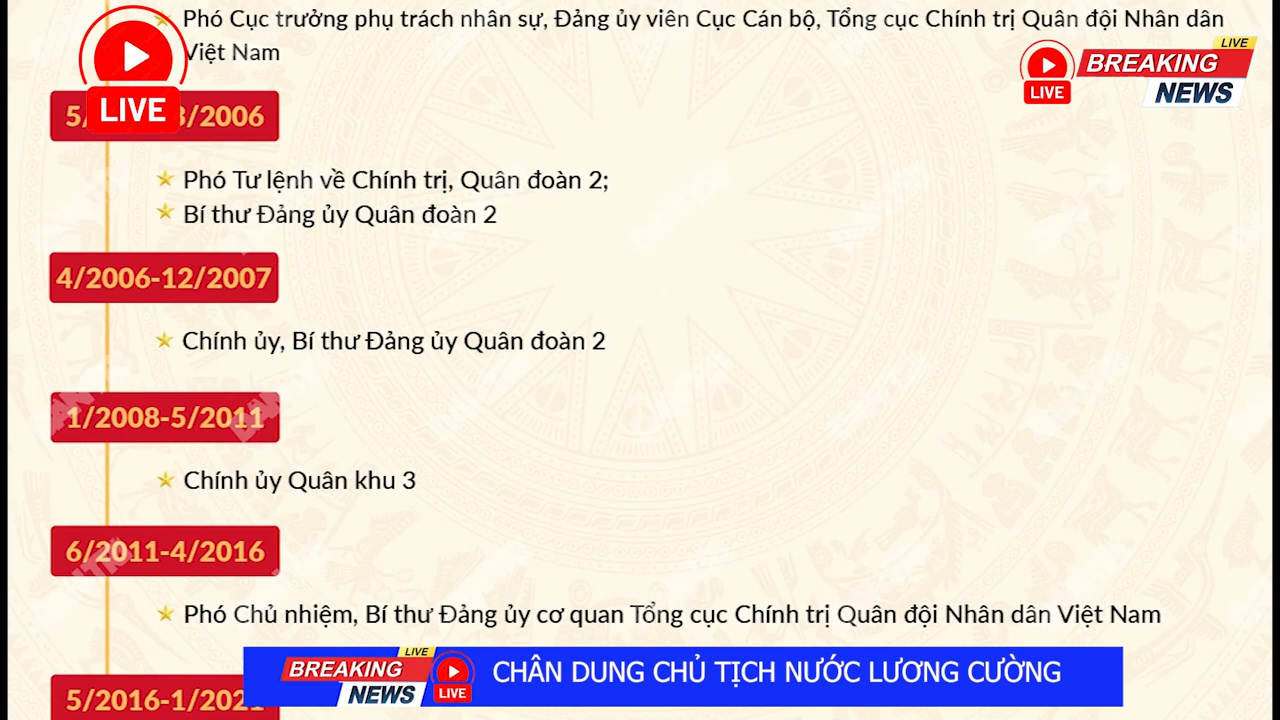 Phó Cục trưởng phụ trách nhân sự, Đảng ủy viên Cục Cán bộ, Tổng cục Chính trị Quân đội Nhân dân
Việt Nam
LIVE
LIVE
BREAKING
NEWS
LIVE
5/ 3/2006
Phó Tư lệnh về Chính trị, Quân đoàn 2;
Bí thư Đảng ủy Quân đoàn 2
4/2006-12/2007
Chính ủy, Bí thư Đảng ủy Quân đoàn 2
1/2008-5/2011
Chính ủy Quân khu 3
6/2011-4/2016
Phó Chủ nhiệm, Bí thư Đảng ủy cơ quan Tổng cục Chính trị Quân đội Nhân dân Việt Nam
LIVE
BREAKING
NEWS
LIVE
CHÂN DUNG CHỦ TỊCH NƯỚC LƯƠNG CƯỜNG
5/2016-1/202